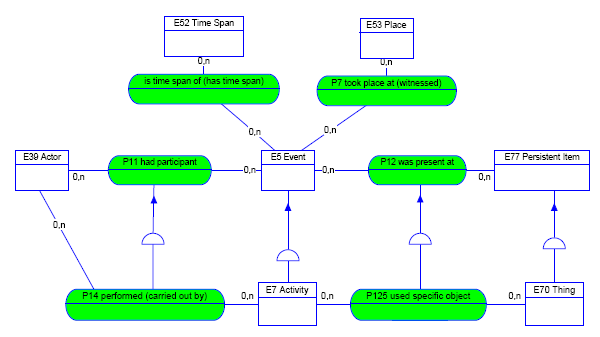 E52 Time Span
E53 Place
0,n
0,n
is time span of (has time span)
P7 took place at (witnessed)
0,n
0,n
E39 Actor
P11 had participant
E5 Event
P12 was present at
E77 Persistent Item
0,n
0,n
0,n
0,n
0,n
P14 performed (carried out by)
0,n
E7 Activity
0,n
P125 used specific object
0,n
E70 Thing